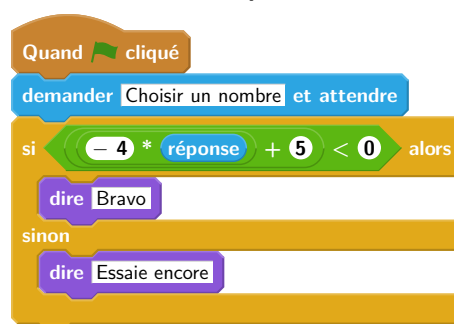 Quand cliqué
demander Choisir un nombre et attendre
si − 4 * réponse + 5 < 0 alors
dire Bravo
sinon
dire Essaie encore